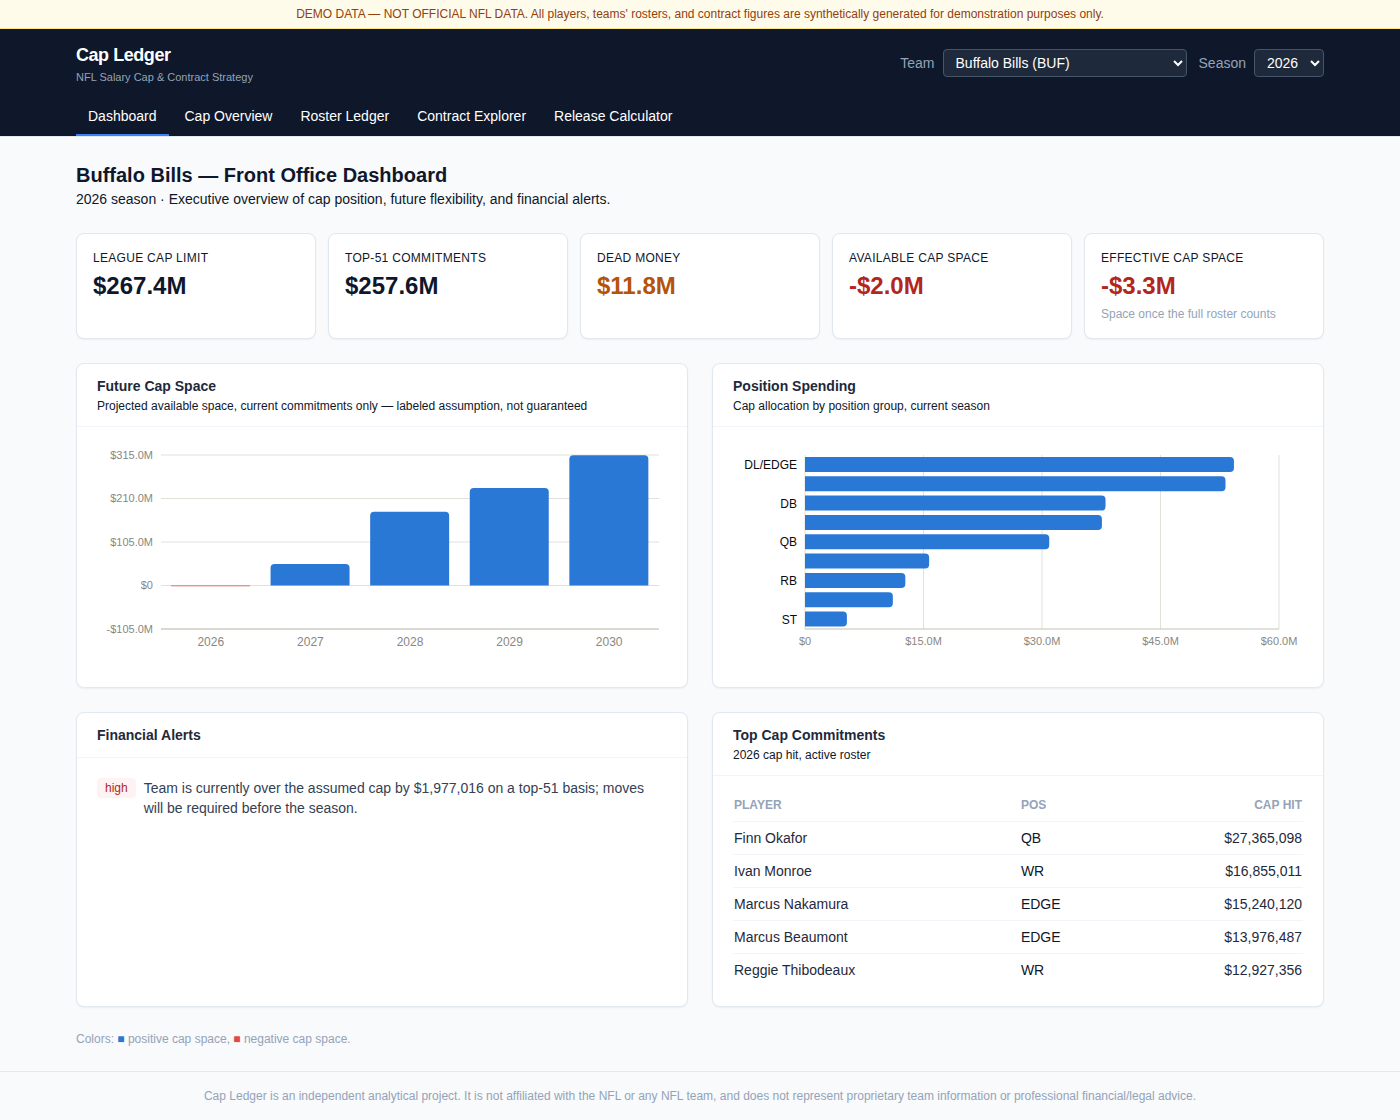 DEMO DATA — NOT OFFICIAL NFL DATA. All players, teams' rosters, and contract figures are synthetically generated for demonstration purposes only.
Cap Ledger
NFL Salary Cap & Contract Strategy
Team Buffalo Bills (BUF) Season 2026
Dashboard Cap Overview Roster Ledger Contract Explorer Release Calculator
Buffalo Bills — Front Office Dashboard
2026 season · Executive overview of cap position, future flexibility, and financial alerts.
LEAGUE CAP LIMIT
$267.4M
TOP-51 COMMITMENTS
$257.6M
DEAD MONEY
$11.8M
AVAILABLE CAP SPACE
-$2.0M
EFFECTIVE CAP SPACE
-$3.3M
Space once the full roster counts
Future Cap Space
Projected available space, current commitments only — labeled assumption, not guaranteed
$315.0M
$210.0M
$105.0M
$0
-$105.0M
2026 2027 2028 2029 2030
Position Spending
Cap allocation by position group, current season
DL/EDGE
DB
QB
RB
ST
$0 $15.0M $30.0M $45.0M $60.0M
Financial Alerts
high Team is currently over the assumed cap by $1,977,016 on a top-51 basis; moves
will be required before the season.
Top Cap Commitments
2026 cap hit, active roster
PLAYER POS CAP HIT
Finn Okafor QB $27,365,098
Ivan Monroe WR $16,855,011
Marcus Nakamura EDGE $15,240,120
Marcus Beaumont EDGE $13,976,487
Reggie Thibodeaux WR $12,927,356
Colors: ■ positive cap space, ■ negative cap space.
Cap Ledger is an independent analytical project. It is not affiliated with the NFL or any NFL team, and does not represent proprietary team information or professional financial/legal advice.